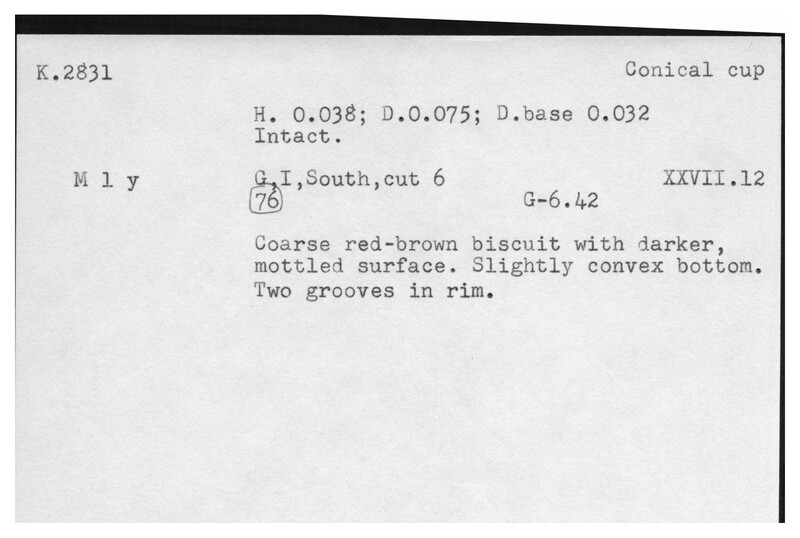 K.2831 Conical cup
H. 0.038; D.0.075; D.base 0.032
Intact.
M l y G,I,South,cut 6 XXVII.12
76 G-6.42
Coarse red-brown biscuit with darker,
mottled surface. Slightly convex bottom.
Two grooves in rim.